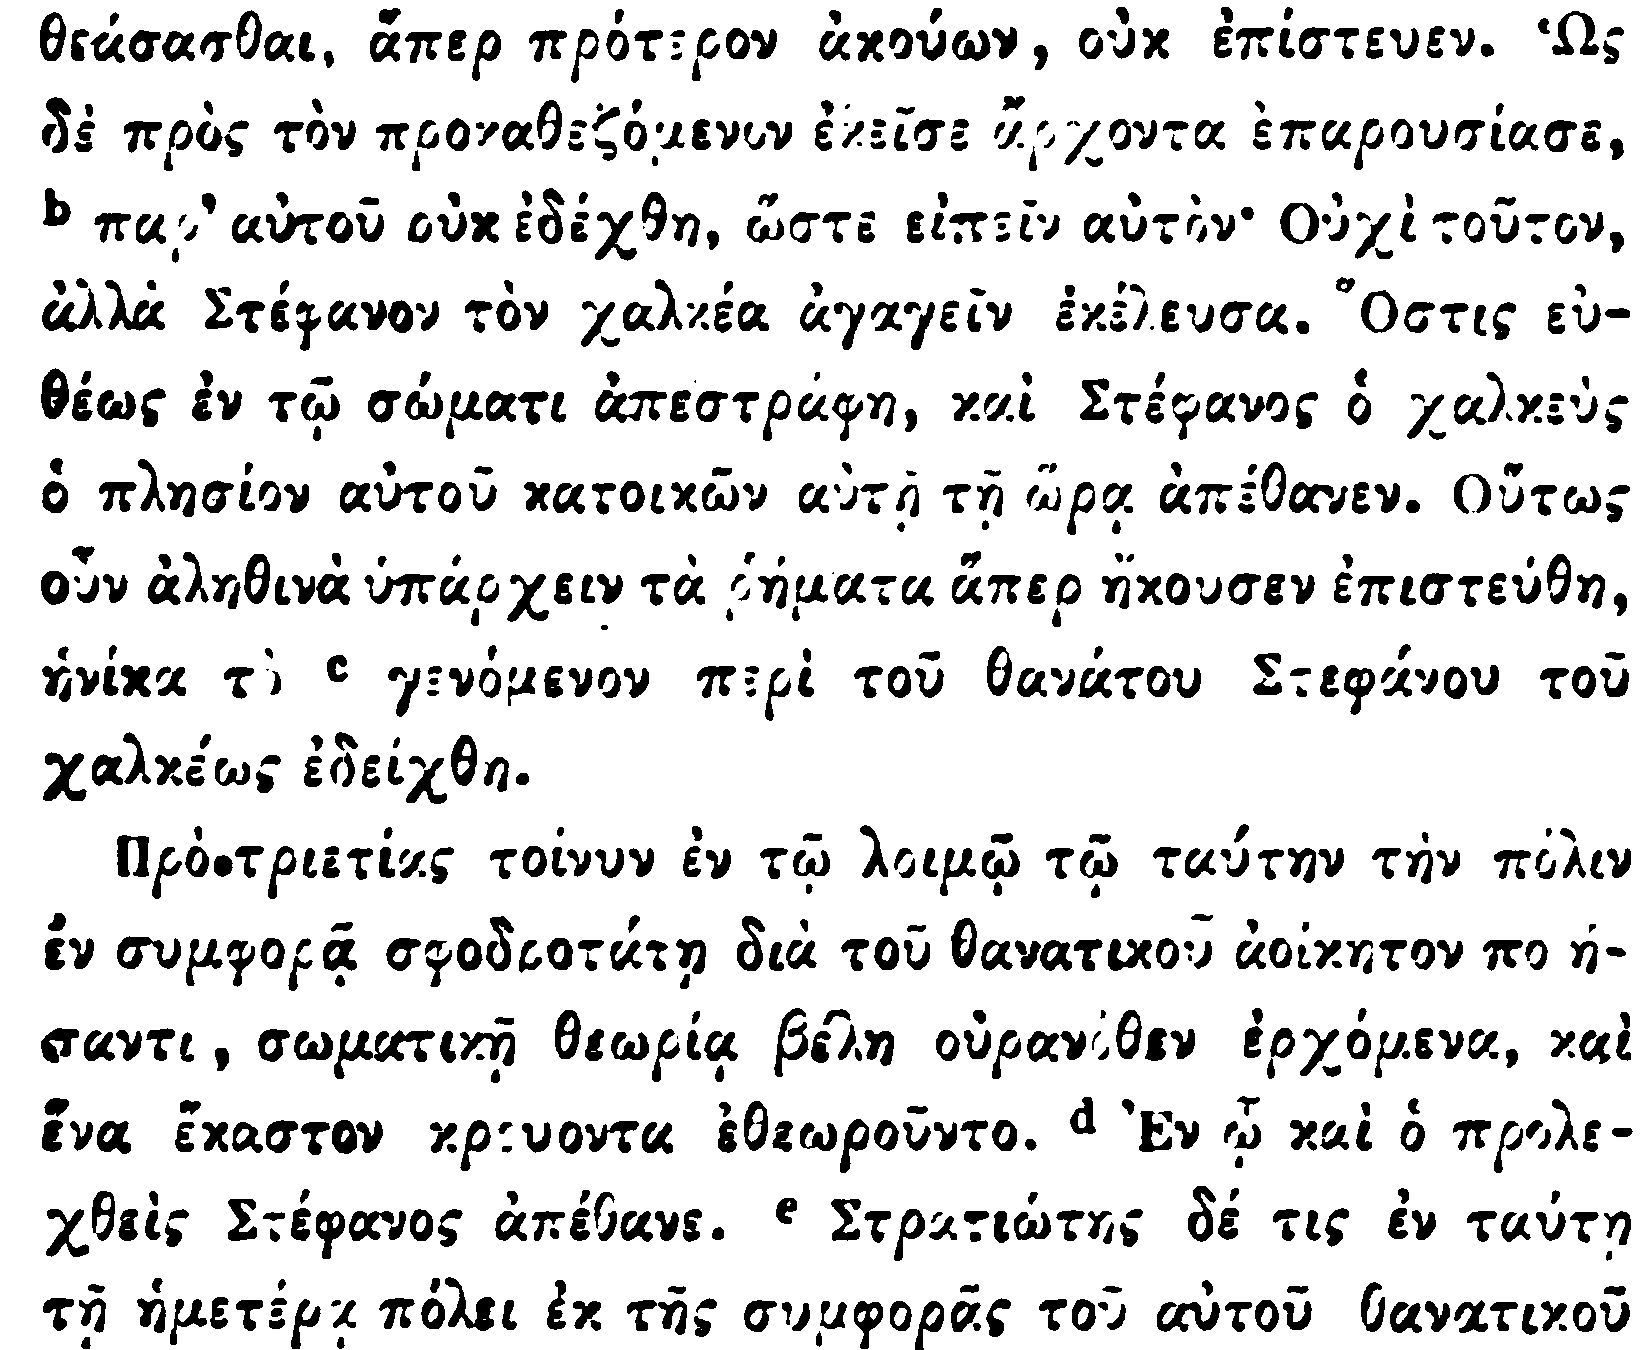 θεάσασθαι, ἅπερ πρότερον ἀκούων, οὐκ ἐπίστευεν. Ὡς
δὲ πρὸς τὸν προκαθεζόμενον ἐκεῖσε ἄρχοντα ἐπαρουσίασε,
b παρ’ αὐτοῦ οὐκ ἐδέχθη, ὥστε εἰπεῖν αὐτόν· Οὐχὶ τοῦτον,
ἀλλὰ Στέφανον τὸν χαλκέα ἀγαγεῖν ἐκέλευσα. Ὅστις εὐ-
θέως ἐν τῷ σώματι ἀπεστράφη, καὶ Στέφανος ὁ χαλκεὺς
ὁ πλησίον αὐτοῦ κατοικῶν αὐτῇ τῇ ὥρᾳ ἀπέθανεν. Οὕτως
οὖν ἀληθινὰ ὑπάρχειν τὰ ῥήματα ἅπερ ἤκουσεν ἐπιστεύθη,
ἡνίκα τὸ c γενόμενον περὶ τοῦ θανάτου Στεφάνου τοῦ
χαλκέως ἐδείχθη.
Πρὸ τριετίας τοίνυν ἐν τῷ λοιμῷ τῷ ταύτην τὴν πόλιν
ἐν συμφορᾷ σφοδροτάτῃ διὰ τοῦ θανατικοῦ ἀοίκητον ποιή-
σαντι, σωματικῇ θεωρίᾳ βέλη οὐρανόθεν ἐρχόμενα, καὶ
ἕνα ἕκαστον κρούοντα ἐθεωροῦντο. d Ἐν ᾧ καὶ ὁ προλε-
χθεὶς Στέφανος ἀπέθανε. e Στρατιώτης δέ τις ἐν ταύτῃ
τῇ ἡμετέρᾳ πόλει ἐκ τῆς συμφορᾶς τοῦ αὐτοῦ θανατικοῦ